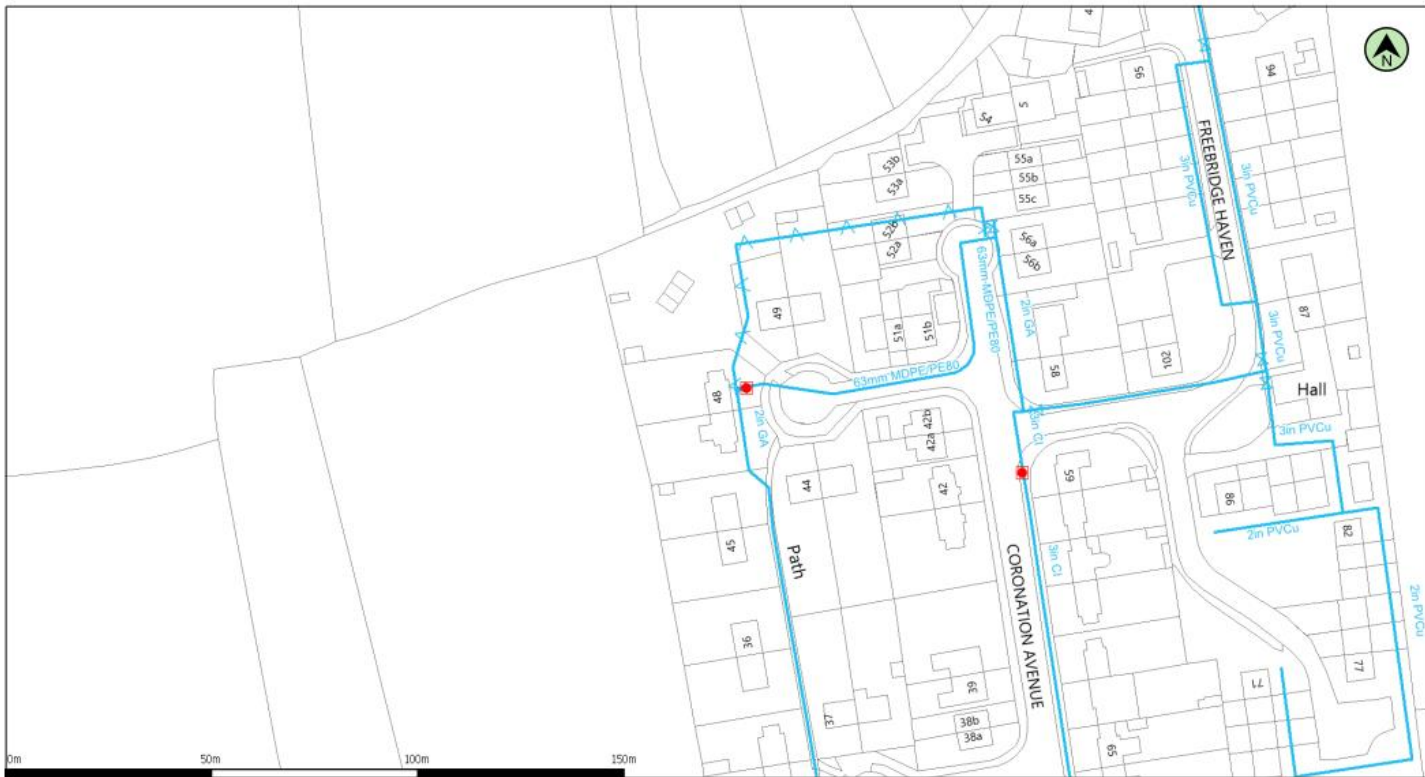 4
N
95
94
5
54
FREEBRIDGE HAVEN
3in PVCu
3in PVCu
53b
53a
55a
55b
55c
52b
52a
56a
56b
63mm MDPE/PE80
2in GA
49
51a
51b
87
3in PVCu
85
102
63mm MDPE/PE80
48
2in GA
Hall
42b
42a
3in CI
3in PVCu
59
44
42
86
2in PVCu
82
45
Path
CORONATION AVENUE
3in CI
2in PVCu
36
39
77
71
37
38b
38a
65
0m
50m
100m
150m